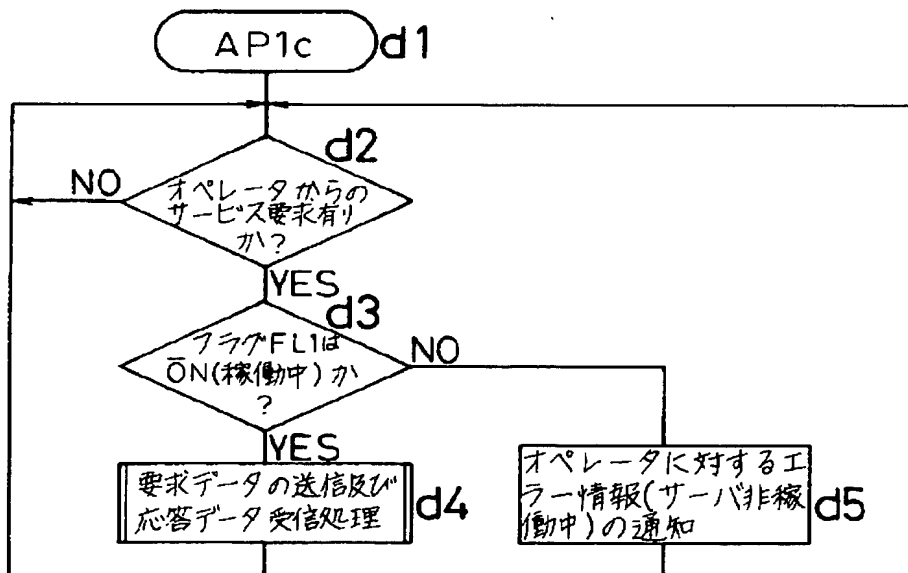 AP1c
d1
d2
NO
オペレータからの
サービス要求有り
か?
YES
d3
フラグFL1は
ON(稼働中)か
?
NO
YES
要求データの送信及び
応答データ受信処理
d4
オペレータに対するエ
ラー情報(サーバ非稼
働中)の通知
d5